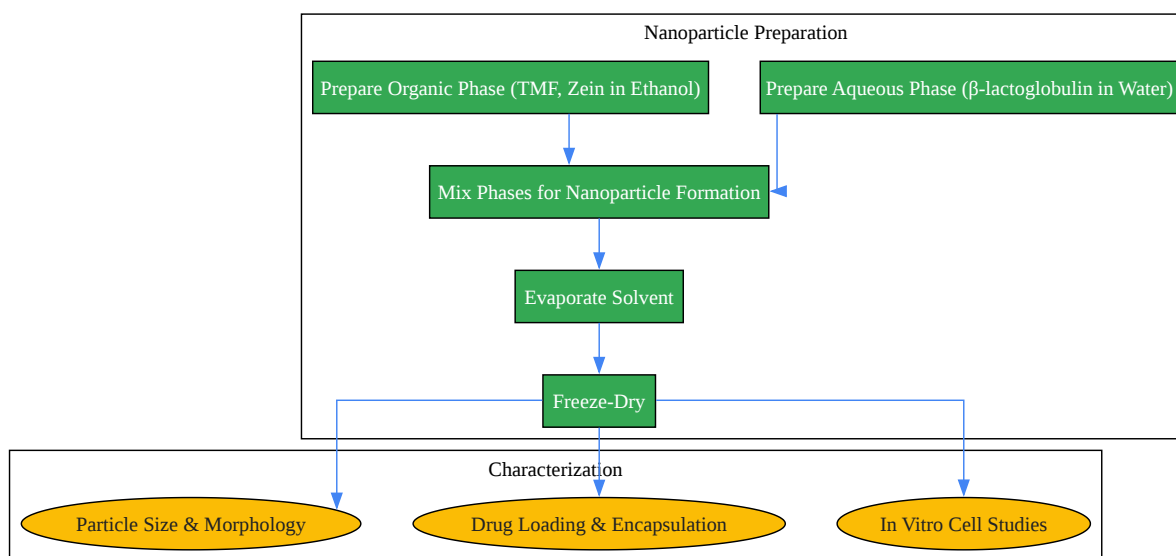 Nanoparticle Preparation
Prepare Organic Phase (TMF, Zein in Ethanol)
Prepare Aqueous Phase (β-lactoglobulin in Water)
Mix Phases for Nanoparticle Formation
Evaporate Solvent
Freeze-Dry
Characterization
Particle Size & Morphology
Drug Loading & Encapsulation
In Vitro Cell Studies